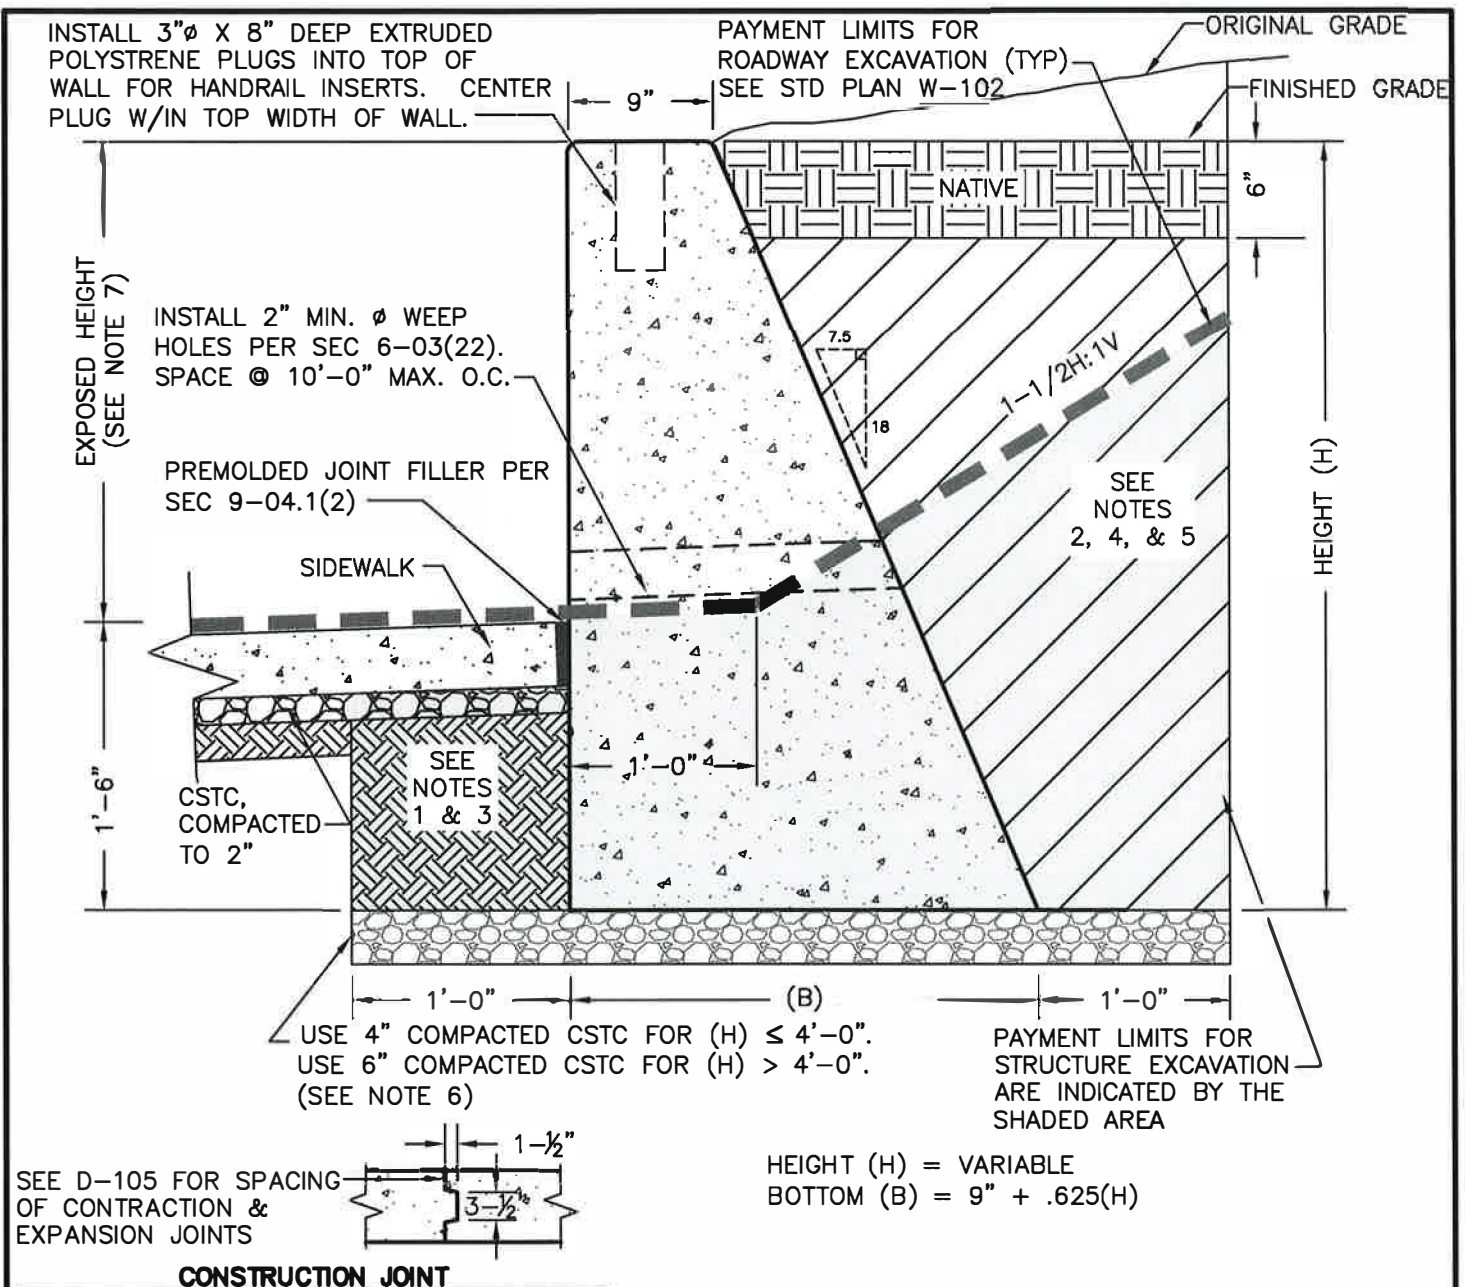 INSTALL 3"ø X 8" DEEP EXTRUDED
POLYSTRENE PLUGS INTO TOP OF
WALL FOR HANDRAIL INSERTS. CENTER
PLUG W/IN TOP WIDTH OF WALL.
9"
PAYMENT LIMITS FOR
ROADWAY EXCAVATION (TYP)
SEE STD PLAN W-102
ORIGINAL GRADE
FINISHED GRADE
NATIVE
6"
EXPOSED HEIGHT
(SEE NOTE 7)
INSTALL 2" MIN. ø WEEP
HOLES PER SEC 6-03(22).
SPACE @ 10'-0" MAX. O.C.
7.5
18
1-1/2H:1V
HEIGHT (H)
PREMOLDED JOINT FILLER PER
SEC 9-04.1(2)
SEE
NOTES
2, 4, & 5
SIDEWALK
1'-6"
SEE
NOTES
1 & 3
1'-0"
CSTC,
COMPACTED
TO 2"
1'-0"
(B)
1'-0"
USE 4" COMPACTED CSTC FOR (H) ≤ 4'-0".
USE 6" COMPACTED CSTC FOR (H) > 4'-0".
(SEE NOTE 6)
PAYMENT LIMITS FOR
STRUCTURE EXCAVATION
ARE INDICATED BY THE
SHADED AREA
1-½"
SEE D-105 FOR SPACING
OF CONTRACTION &
EXPANSION JOINTS
3-½"
HEIGHT (H) = VARIABLE
BOTTOM (B) = 9" + .625(H)
CONSTRUCTION JOINT